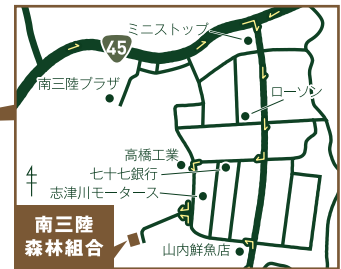 ミニストップ
45
南三陸プラザ
ローソン
高橋工業
七十七銀行
志津川モータース
南三陸
森林組合
山内鮮魚店